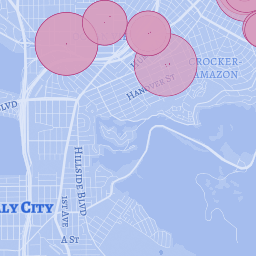 CROCKER-
AMAZON
HANOVER ST
BLVD
HILLSIDE BLVD
1ST AVE
LY CITY
A ST